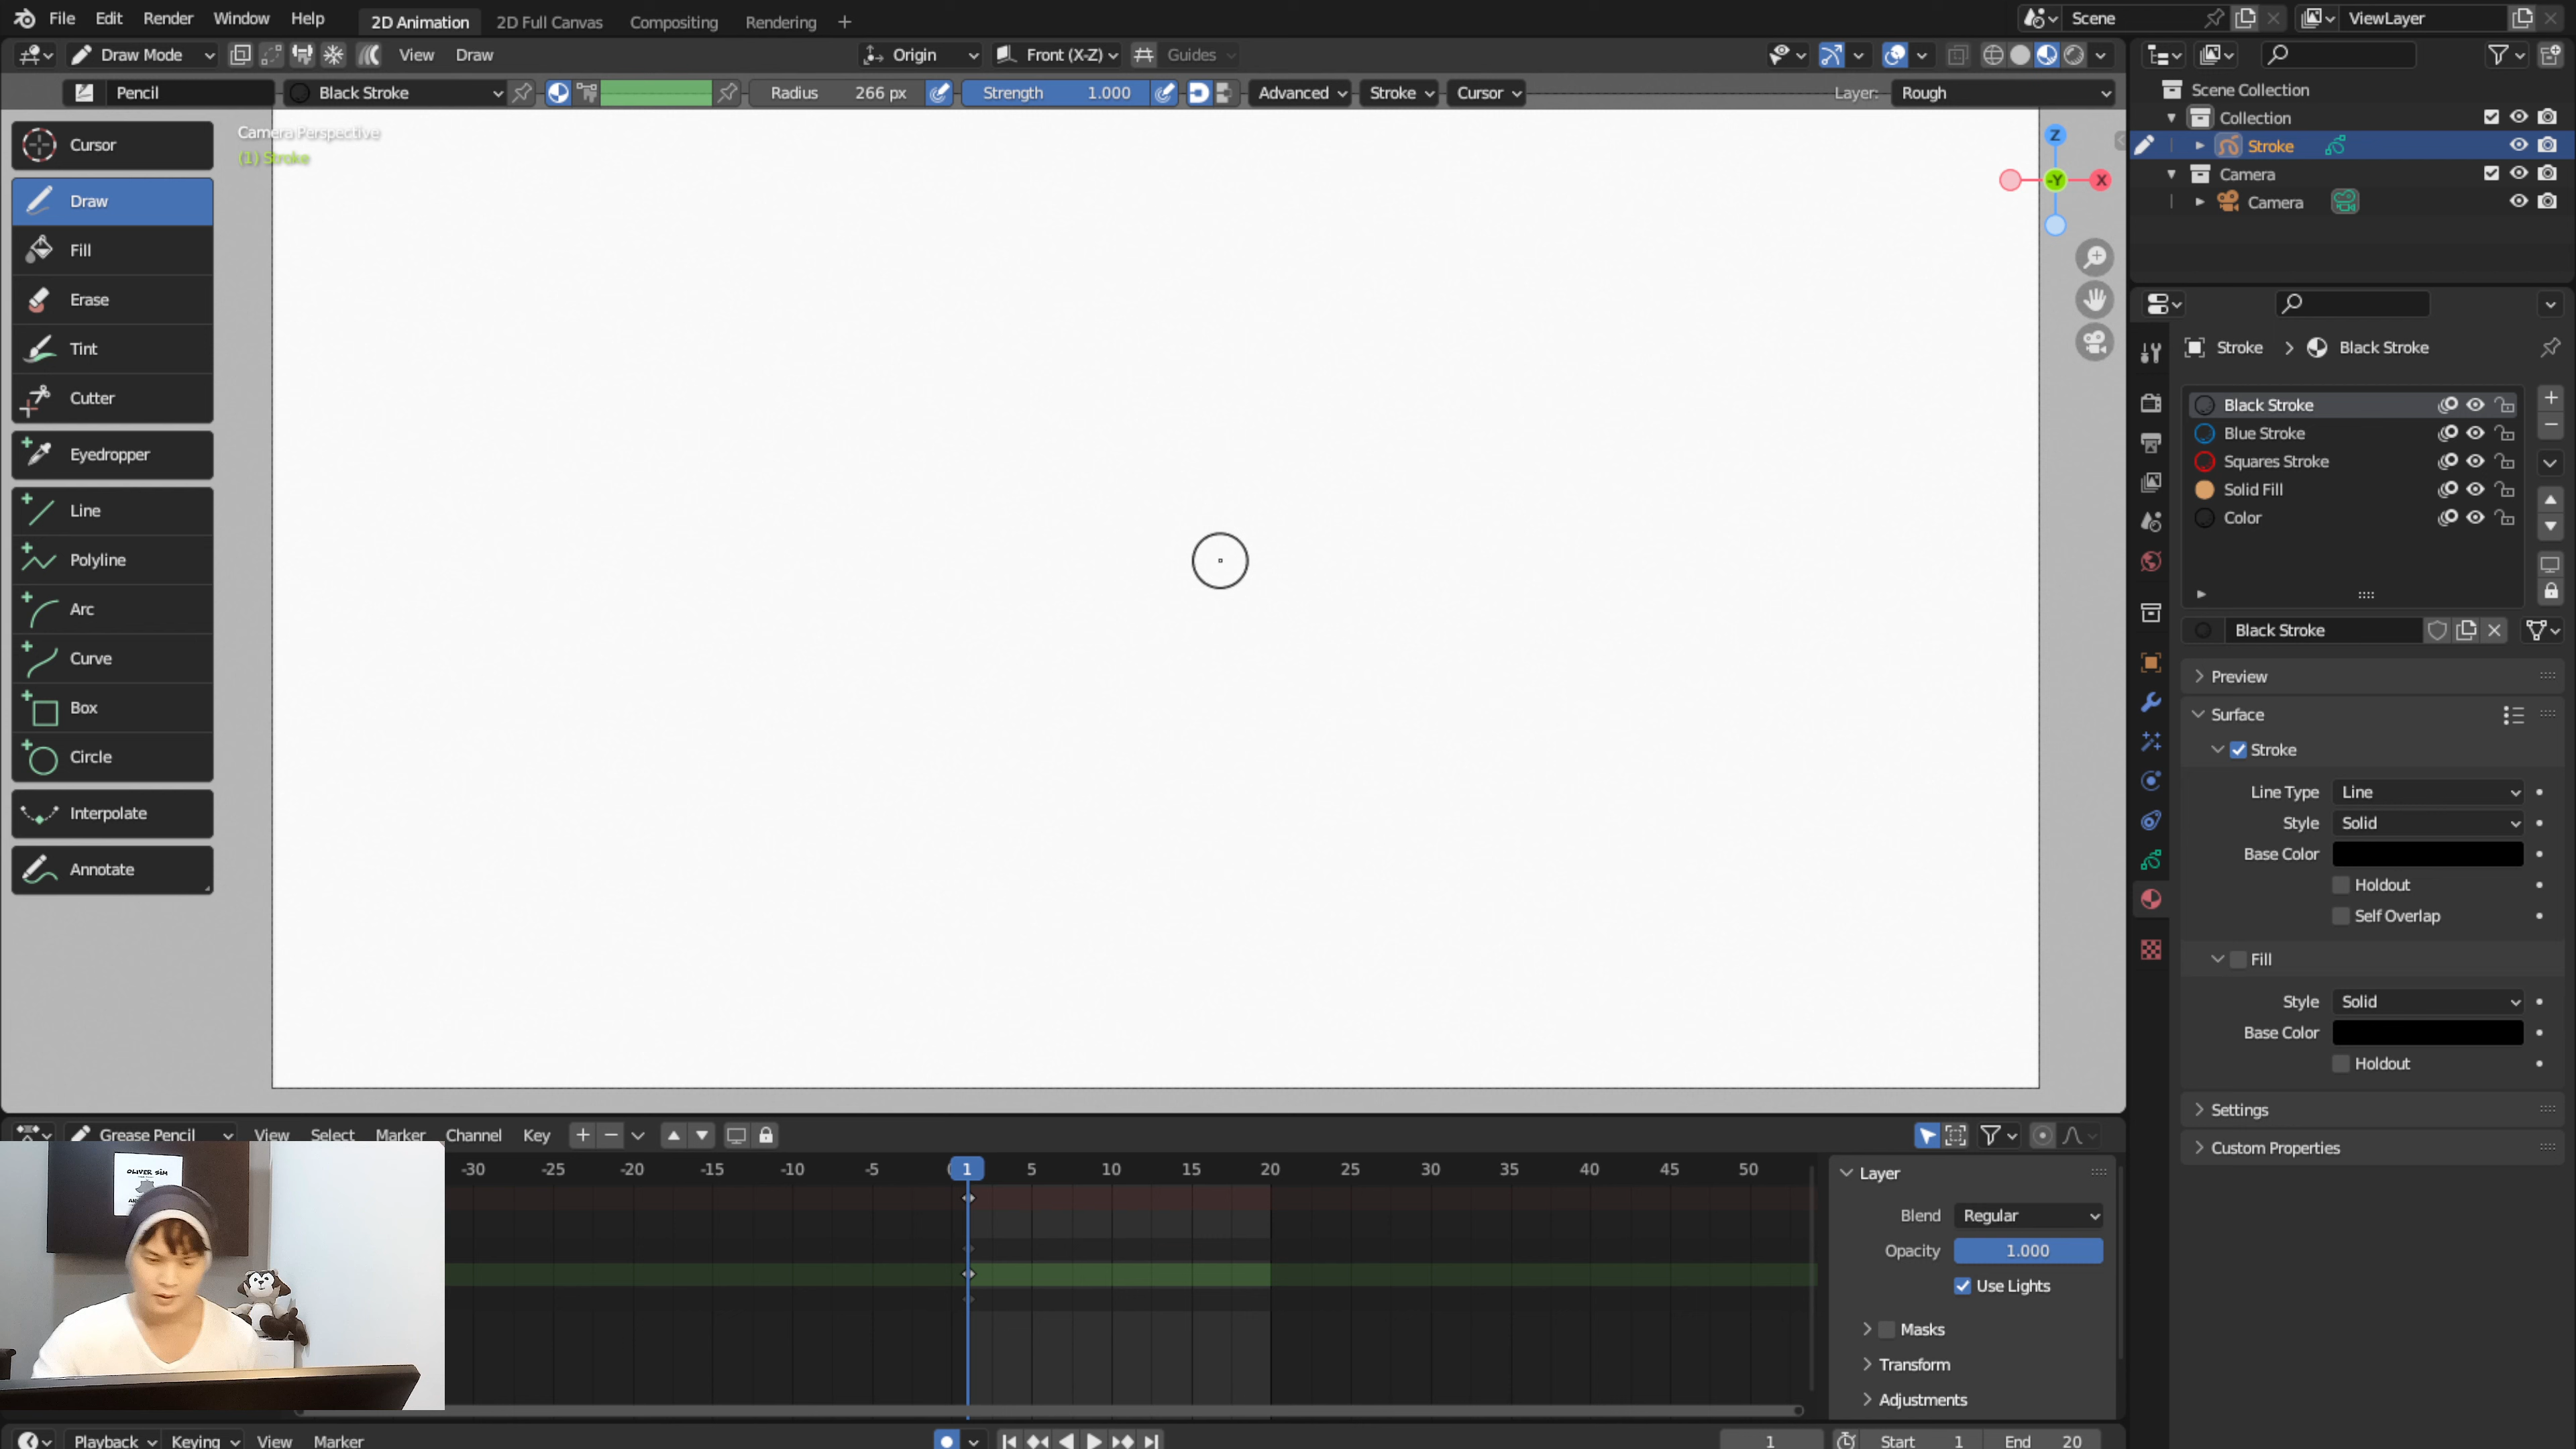 File Edit Render Window Help 2D Animation 2D Full Canvas Compositing Rendering + Scene ViewLayer
Draw Mode View Draw Origin Front (X-Z) Guides
Pencil Black Stroke Radius 266 px Strength 1.000 Advanced Stroke Cursor Layer: Rough
Camera Perspective
(1) Stroke
Z
-Y
X
Cursor
Draw
Fill
Erase
Tint
Cutter
Eyedropper
Line
Polyline
Arc
Curve
Box
Circle
Interpolate
Annotate
Scene Collection
Collection
Stroke
Camera
Camera
Stroke > Black Stroke
Black Stroke
Blue Stroke
Squares Stroke
Solid Fill
Color
Black Stroke
Preview
Surface
Stroke
Line Type Line
Style Solid
Base Color
Holdout
Self Overlap
Fill
Style Solid
Base Color
Holdout
Settings
Custom Properties
Grease Pencil View Select Marker Channel Key
-30 -25 -20 -15 -10 -5 1 5 10 15 20 25 30 35 40 45 50
Layer
Blend Regular
Opacity 1.000
Use Lights
Masks
Transform
Adjustments
OLIVER SIM
Playback Keying View Marker 1 Start 1 End 20